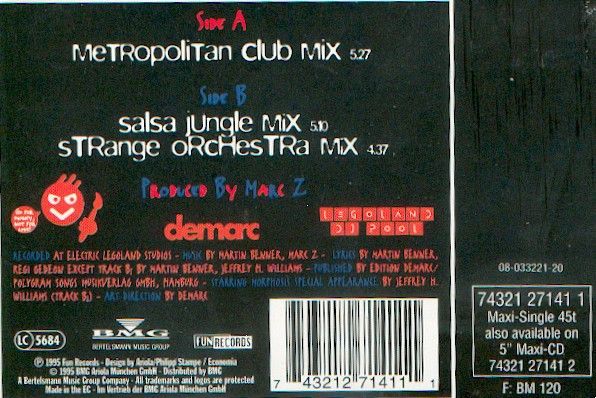 Side A
MeTRopoliTan Club MiX 5.27
Side B
salsa jUngle MiX 5.10
sTRange oRcHesTRa MiX 4.37
Produced By Marc Z
demarc
LEGOLAND
RECORDED AT ELECTRIC LEGOLAND STUDIOS - MUSIK BY MARTIN BENNER, MARC Z - LYRICS BY MARTIN BENNER,
REGI GEDEON EXCEPT TRACK B, BY MARTIN BENNER, JEFFREY H. WILLIAMS - PUBLISHED BY EDITION DEMARC/
POLYGRAM SONGS MUSIKVERLAG GMBH, HAMBURG - STARRING MORPHOSIS SPECIAL APPEARANCE BY JEFFREY H.
WILLIAMS (TRACK B,) - ART DIRECTION BY DEMARC
LC 5684
BMG
BERTELSMANN MUSIC GROUP
FUN RECORDS
℗ 1995 Fun Records - Design by Ariola/Philipp Stampe / Economia
© 1995 BMG Ariola München GmbH - Distributed by BMG
A Bertelsmann Music Group Company - All trademarks and logos are protected
Made in the EC - Im Vertrieb der BMG Ariola München GmbH
7 43212 71411 1
08-033221-20
74321 27141 1
Maxi-Single 45t
also available on
5" Maxi-CD
74321 27141 2
F: BM 120